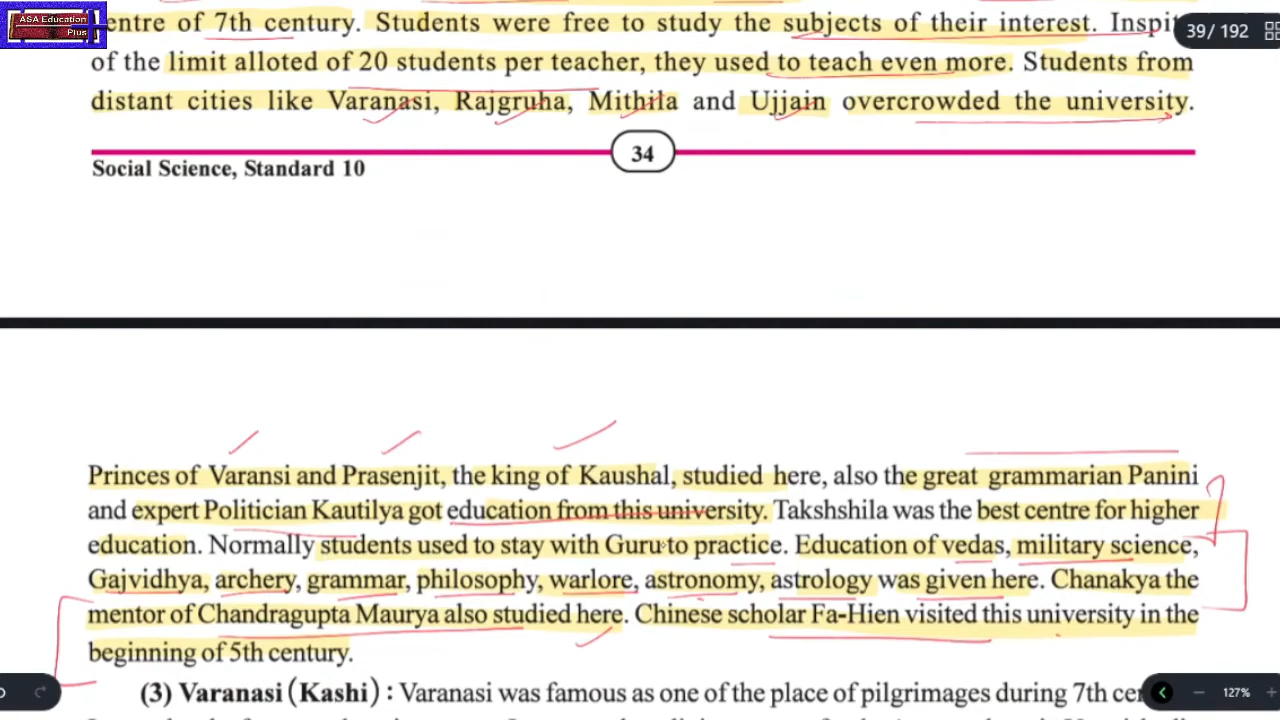 ASA Education
Plus
39/ 192
entre of 7th century. Students were free to study the subjects of their interest. Inspit
of the limit alloted of 20 students per teacher, they used to teach even more. Students from
distant cities like Varanasi, Rajgruha, Mithila and Ujjain overcrowded the university.
34
Social Science, Standard 10
Princes of Varansi and Prasenjit, the king of Kaushal, studied here, also the great grammarian Panini
and expert Politician Kautilya got education from this university. Takshshila was the best centre for higher
education. Normally students used to stay with Guru to practice. Education of vedas, military science,
Gajvidhya, archery, grammar, philosophy, warlore, astronomy, astrology was given here. Chanakya the
mentor of Chandragupta Maurya also studied here. Chinese scholar Fa-Hien visited this university in the
beginning of 5th century.
(3) Varanasi (Kashi) : Varanasi was famous as one of the place of pilgrimages during 7th cen
127%